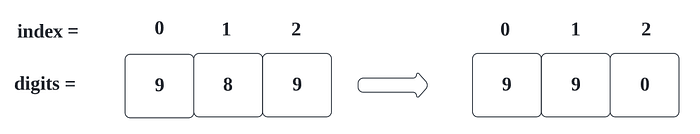 index = 0 1 2 0 1 2
digits = 9 8 9 9 9 0